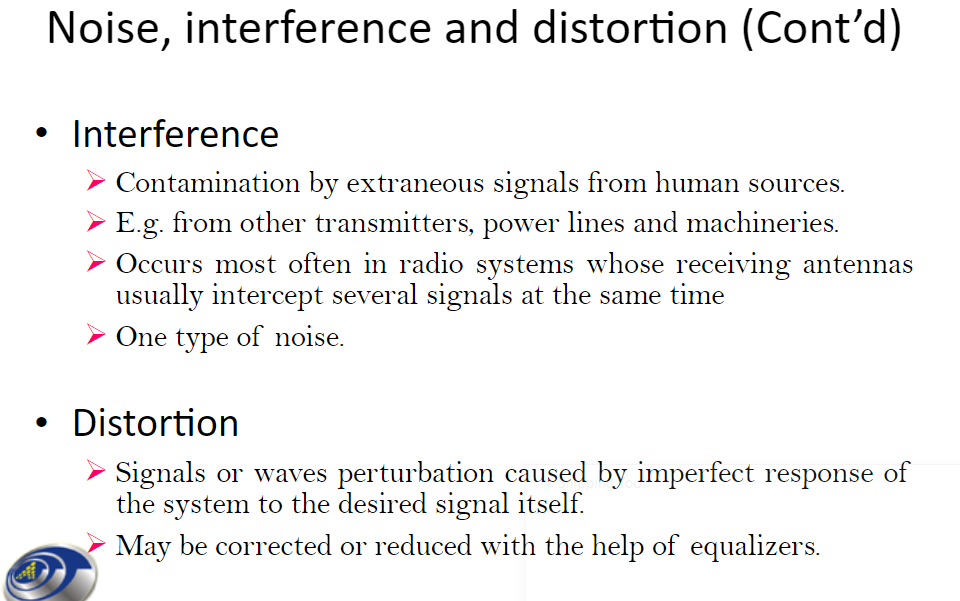 Noise, interference and distortion (Cont’d)
• Interference
➢ Contamination by extraneous signals from human sources.
➢ E.g. from other transmitters, power lines and machineries.
➢ Occurs most often in radio systems whose receiving antennas
usually intercept several signals at the same time
➢ One type of noise.
• Distortion
➢ Signals or waves perturbation caused by imperfect response of
the system to the desired signal itself.
➢ May be corrected or reduced with the help of equalizers.